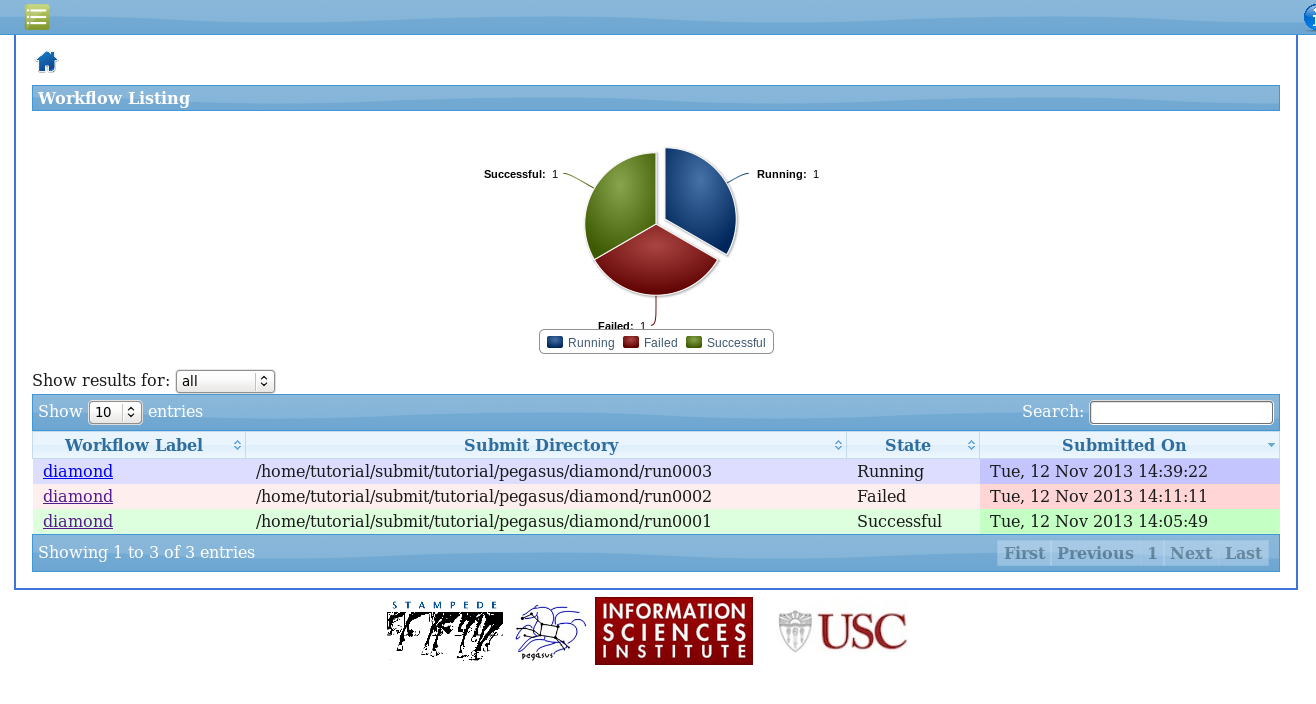 Workflow Listing
Successful: 1
Running: 1
Failed: 1
Running Failed Successful
Show results for: all
Show 10 entries Search:
Workflow Label Submit Directory State Submitted On
diamond /home/tutorial/submit/tutorial/pegasus/diamond/run0003 Running Tue, 12 Nov 2013 14:39:22
diamond /home/tutorial/submit/tutorial/pegasus/diamond/run0002 Failed Tue, 12 Nov 2013 14:11:11
diamond /home/tutorial/submit/tutorial/pegasus/diamond/run0001 Successful Tue, 12 Nov 2013 14:05:49
Showing 1 to 3 of 3 entries First Previous 1 Next Last
STAMPEDE
pegasus
INFORMATION
SCIENCES
INSTITUTE
USC